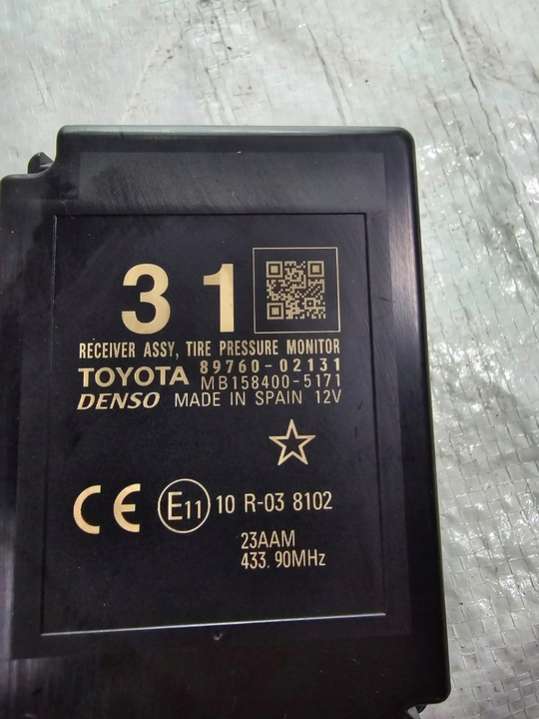 31
RECEIVER ASSY, TIRE PRESSURE MONITOR
TOYOTA 89760-02131
MB158400-5171
DENSO MADE IN SPAIN 12V
CE E11 10 R-03 8102
23AAM
433.90MHz